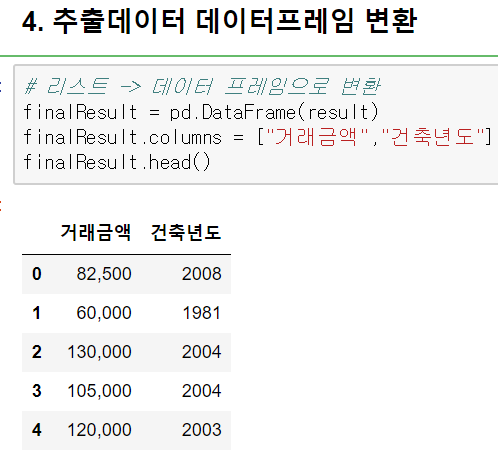 4. 추출데이터 데이터프레임 변환
# 리스트 -> 데이터 프레임으로 변환
finalResult = pd.DataFrame(result)
finalResult.columns = ["거래금액","건축년도"]
finalResult.head()
거래금액 건축년도
0 82,500 2008
1 60,000 1981
2 130,000 2004
3 105,000 2004
4 120,000 2003